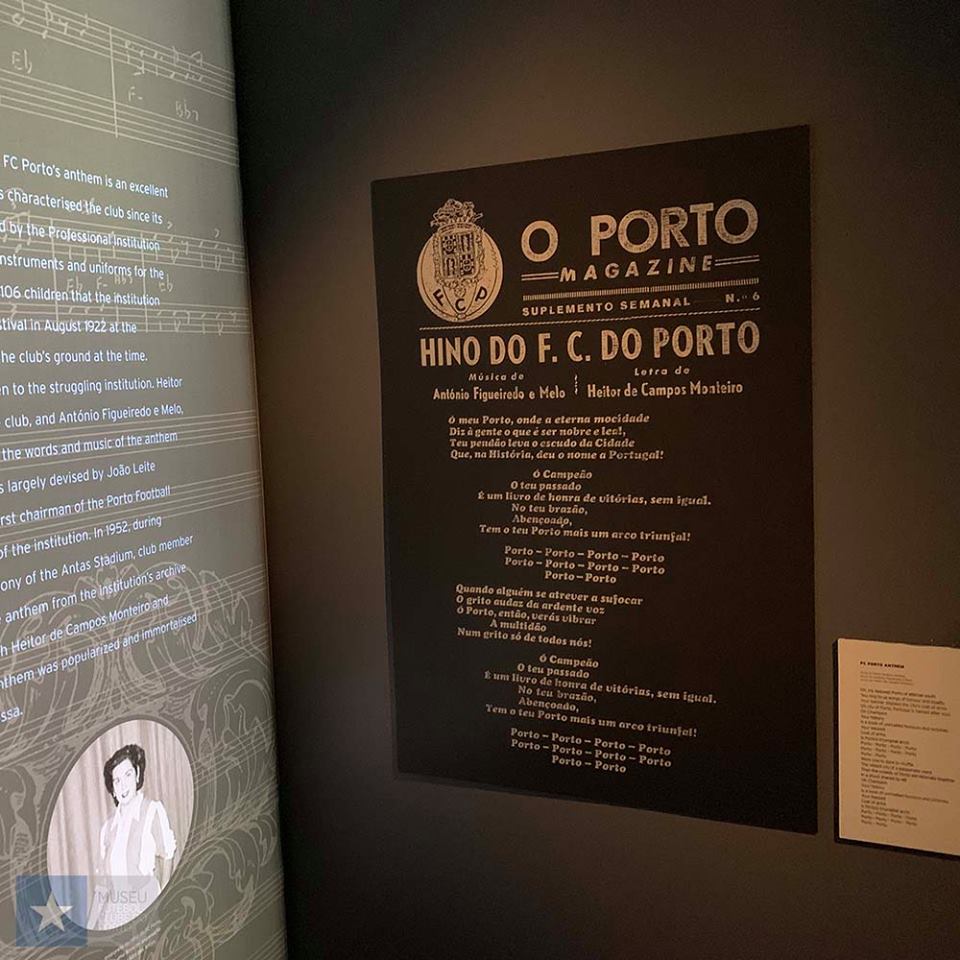 Eb
F-
Bb7
FC Porto's anthem is an excellent
s characterised the club since its
d by the Professional Institution
nstruments and uniforms for the
106 children that the institution
stival in August 1922 at the
he club's ground at the time.
en to the struggling institution. Heitor
club, and António Figueiredo e Melo,
the words and music of the anthem
s largely devised by João Leite
rst chairman of the Porto Football
of the institution. In 1952, during
ony of the Antas Stadium, club member
e anthem from the institution's archive
h Heitor de Campos Monteiro and
nthem was popularized and immortalised
ssa.
MUSEU
FCP
O PORTO
MAGAZINE
SUPLEMENTO SEMANAL N.º 6
HINO DO F. C. DO PORTO
Música de
António Figueiredo e Melo
Letra de
Heitor de Campos Monteiro
Ó meu Porto, onde a eterna mocidade
Diz à gente o que é ser nobre e leal,
Teu pendão leva o escudo da Cidade
Que, na História, deu o nome a Portugal!
Ó Campeão
O teu passado
É um livro de honra de vitórias, sem igual.
No teu brazão,
Abençoado,
Tem o teu Porto mais um arco triunfal!
Porto – Porto – Porto – Porto
Porto – Porto – Porto – Porto
Porto – Porto
Quando alguém se atrever a sufocar
O grito audaz da ardente voz
Ó Porto, então, verás vibrar
A multidão
Num grito só de todos nós!
Ó Campeão
O teu passado
É um livro de honra de vitórias, sem igual.
No teu brazão,
Abençoado,
Tem o teu Porto mais um arco triunfal!
Porto – Porto – Porto – Porto
Porto – Porto – Porto – Porto
Porto – Porto
FC PORTO ANTHEM